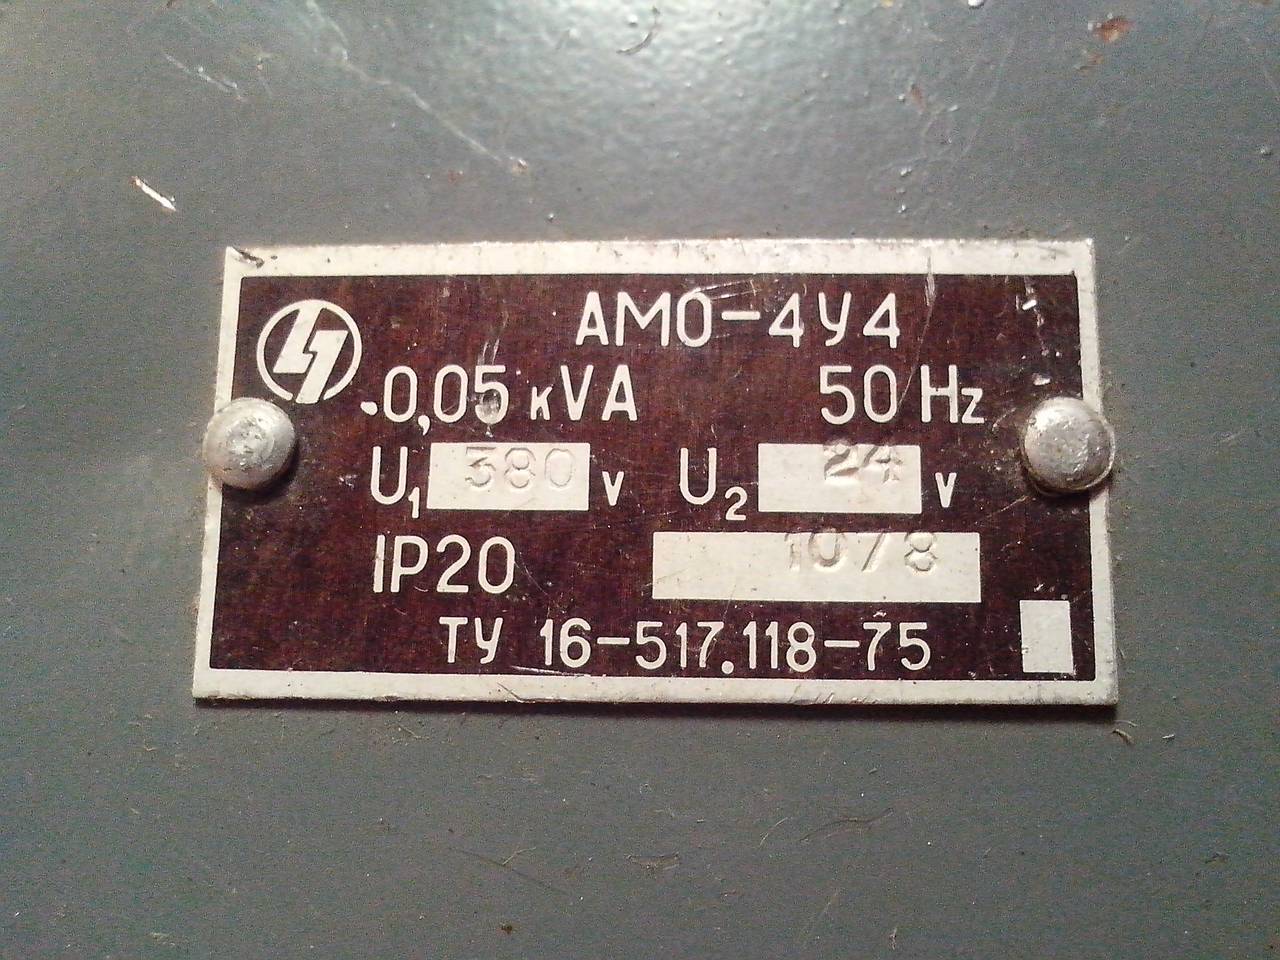 АМО-4У4
0,05 кVA 50 Hz
U₁ 380 v U₂ 24 v
IP20 1078
ТУ 16-517.118-75